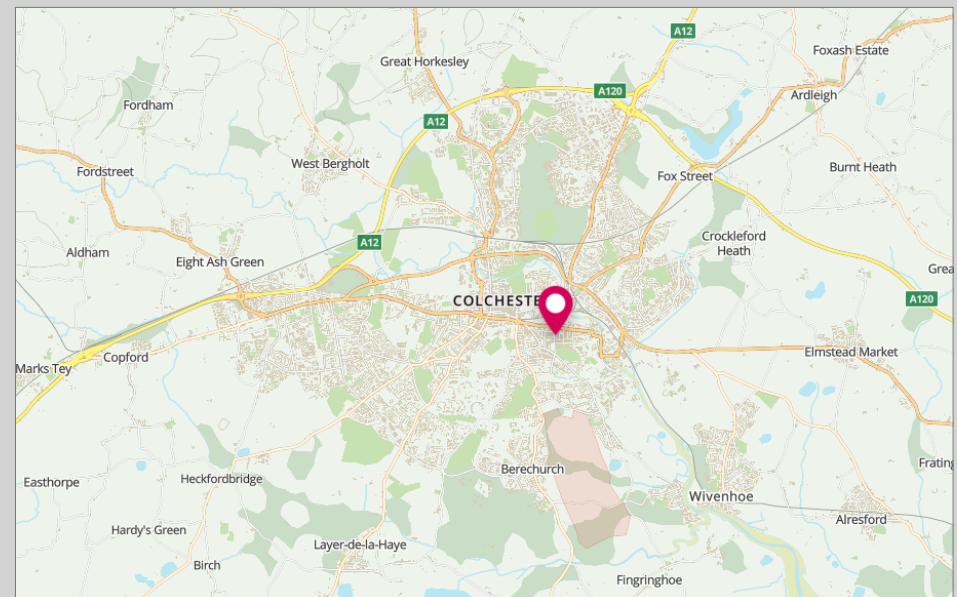 A12
Foxash Estate
Great Horkesley
A120
Ardleigh
Fordham
A12
West Bergholt
Fordstreet
Fox Street
Burnt Heath
Crockleford
Heath
A12
Aldham
Eight Ash Green
Grea
COLCHESTE
A120
Copford
Marks Tey
Elmstead Market
Berechurch
Frating
Heckfordbridge
Easthorpe
Wivenhoe
Alresford
Hardy's Green
Layer-de-la-Haye
Birch
Fingringhoe